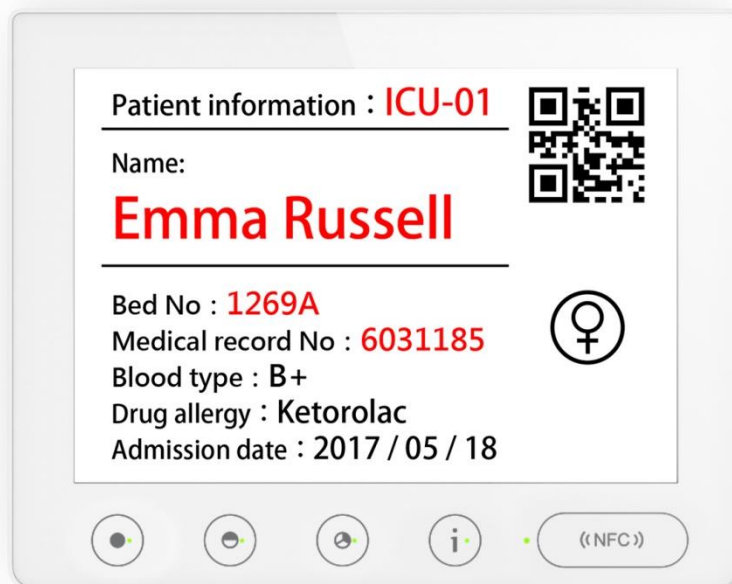 Patient information : ICU-01
Name:
Emma Russell
Bed No : 1269A
Medical record No : 6031185
Blood type : B+
Drug allergy : Ketorolac
Admission date : 2017 / 05 / 18
i
((NFC))